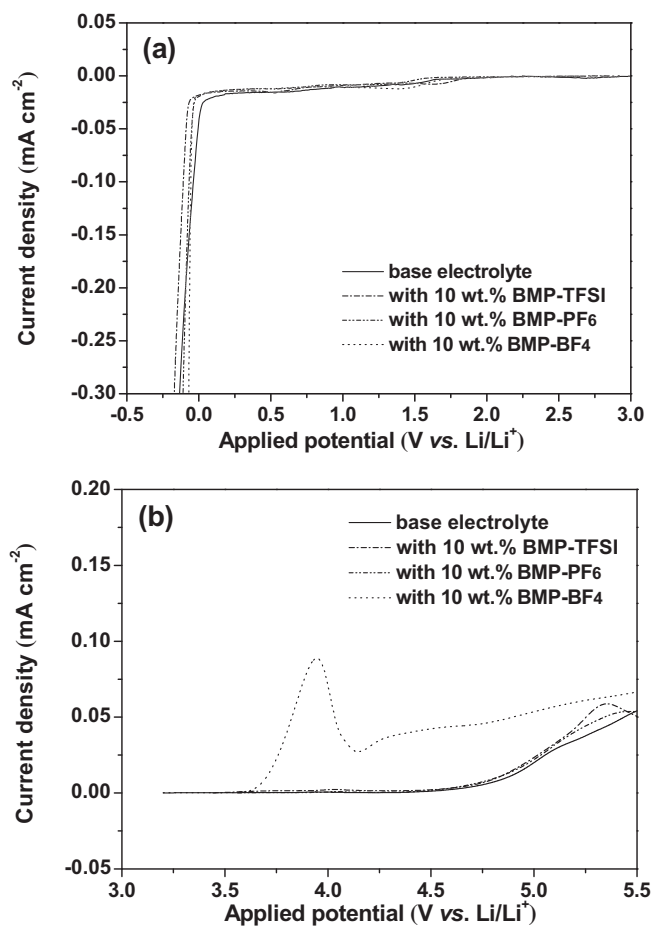 (a)
0.05
0.00
-0.05
-0.10
-0.15
-0.20
-0.25
-0.30
Current density (mA cm⁻²)
base electrolyte
with 10 wt.% BMP-TFSI
with 10 wt.% BMP-PF₆
with 10 wt.% BMP-BF₄
-0.5 0.0 0.5 1.0 1.5 2.0 2.5 3.0
Applied potential (V vs. Li/Li⁺)
(b)
0.20
0.15
0.10
0.05
0.00
-0.05
Current density (mA cm⁻²)
base electrolyte
with 10 wt.% BMP-TFSI
with 10 wt.% BMP-PF₆
with 10 wt.% BMP-BF₄
3.0 3.5 4.0 4.5 5.0 5.5
Applied potential (V vs. Li/Li⁺)